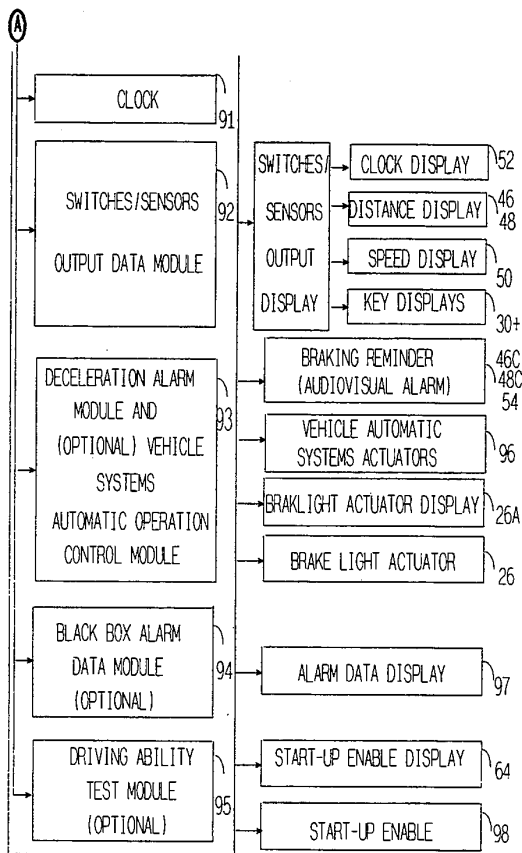 A
CLOCK
91
SWITCHES/SENSORS
OUTPUT DATA MODULE
92
SWITCHES/
SENSORS
OUTPUT
DISPLAY
CLOCK DISPLAY
52
DISTANCE DISPLAY
46
48
SPEED DISPLAY
50
KEY DISPLAYS
30+
DECELERATION ALARM
MODULE AND
(OPTIONAL) VEHICLE
SYSTEMS
AUTOMATIC OPERATION
CONTROL MODULE
93
BRAKING REMINDER
(AUDIOVISUAL ALARM)
46C
48C
54
VEHICLE AUTOMATIC
SYSTEMS ACTUATORS
96
BRAKLIGHT ACTUATOR DISPLAY
26A
BRAKE LIGHT ACTUATOR
26
BLACK BOX ALARM
DATA MODULE
(OPTIONAL)
94
ALARM DATA DISPLAY
97
DRIVING ABILITY
TEST MODULE
(OPTIONAL)
95
START-UP ENABLE DISPLAY
64
START-UP ENABLE
98